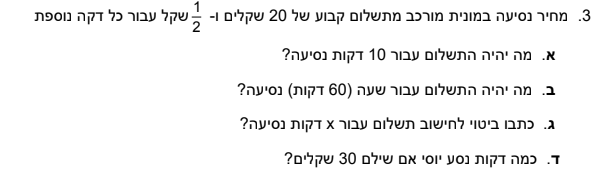 3. מחיר נסיעה במונית מורכב מתשלום קבוע של 20 שקלים ו- 1/2 שקל עבור כל דקה נוספת
א. מה יהיה התשלום עבור 10 דקות נסיעה?
ב. מה יהיה התשלום עבור שעה (60 דקות) נסיעה?
ג. כתבו ביטוי לחישוב תשלום עבור x דקות נסיעה?
ד. כמה דקות נסע יוסי אם שילם 30 שקלים?